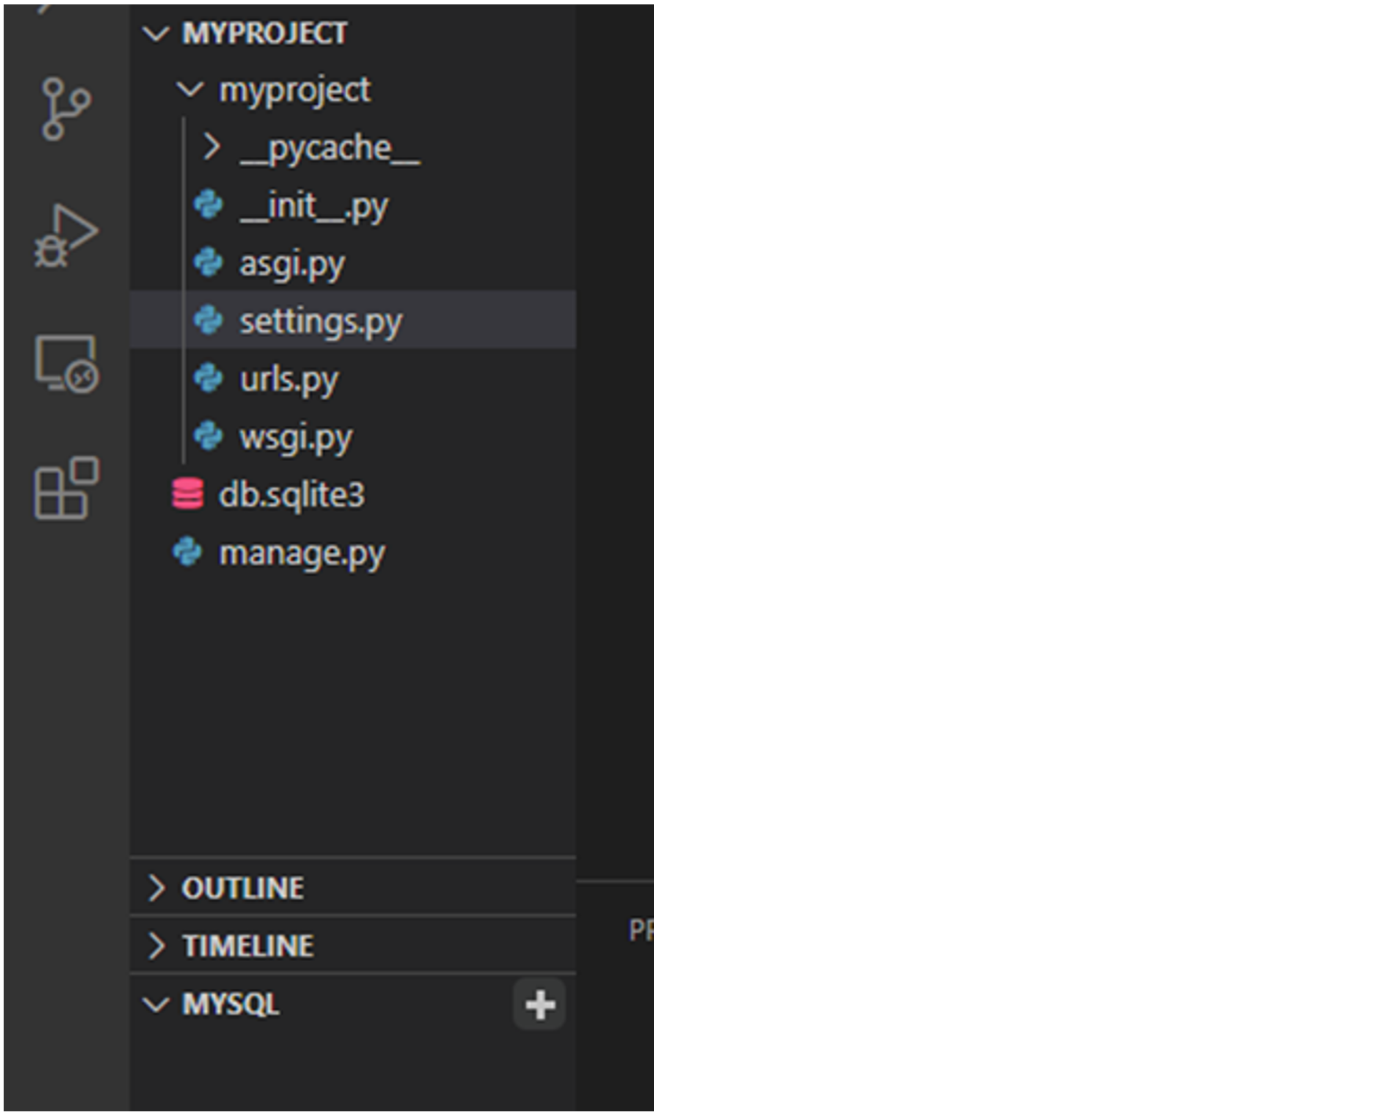 MYPROJECT
myproject
__pycache__
__init__.py
asgi.py
settings.py
urls.py
wsgi.py
db.sqlite3
manage.py
OUTLINE
TIMELINE
MYSQL